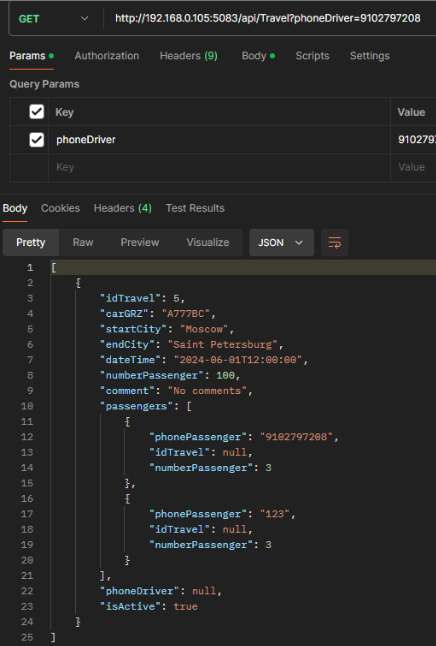 GET http://192.168.0.105:5083/api/Travel?phoneDriver=9102797208
Params Authorization Headers (9) Body Scripts Settings
Query Params
Key Value
phoneDriver 910279
Key Value
Body Cookies Headers (4) Test Results
Pretty Raw Preview Visualize JSON
1 [
2 {
3 "idTravel": 5,
4 "carGRZ": "A777BC",
5 "startCity": "Moscow",
6 "endCity": "Saint Petersburg",
7 "dateTime": "2024-06-01T12:00:00",
8 "numberPassenger": 100,
9 "comment": "No comments",
10 "passengers": [
11 {
12 "phonePassenger": "9102797208",
13 "idTravel": null,
14 "numberPassenger": 3
15 },
16 {
17 "phonePassenger": "123",
18 "idTravel": null,
19 "numberPassenger": 3
20 }
21 ],
22 "phoneDriver": null,
23 "isActive": true
24 }
25 ]